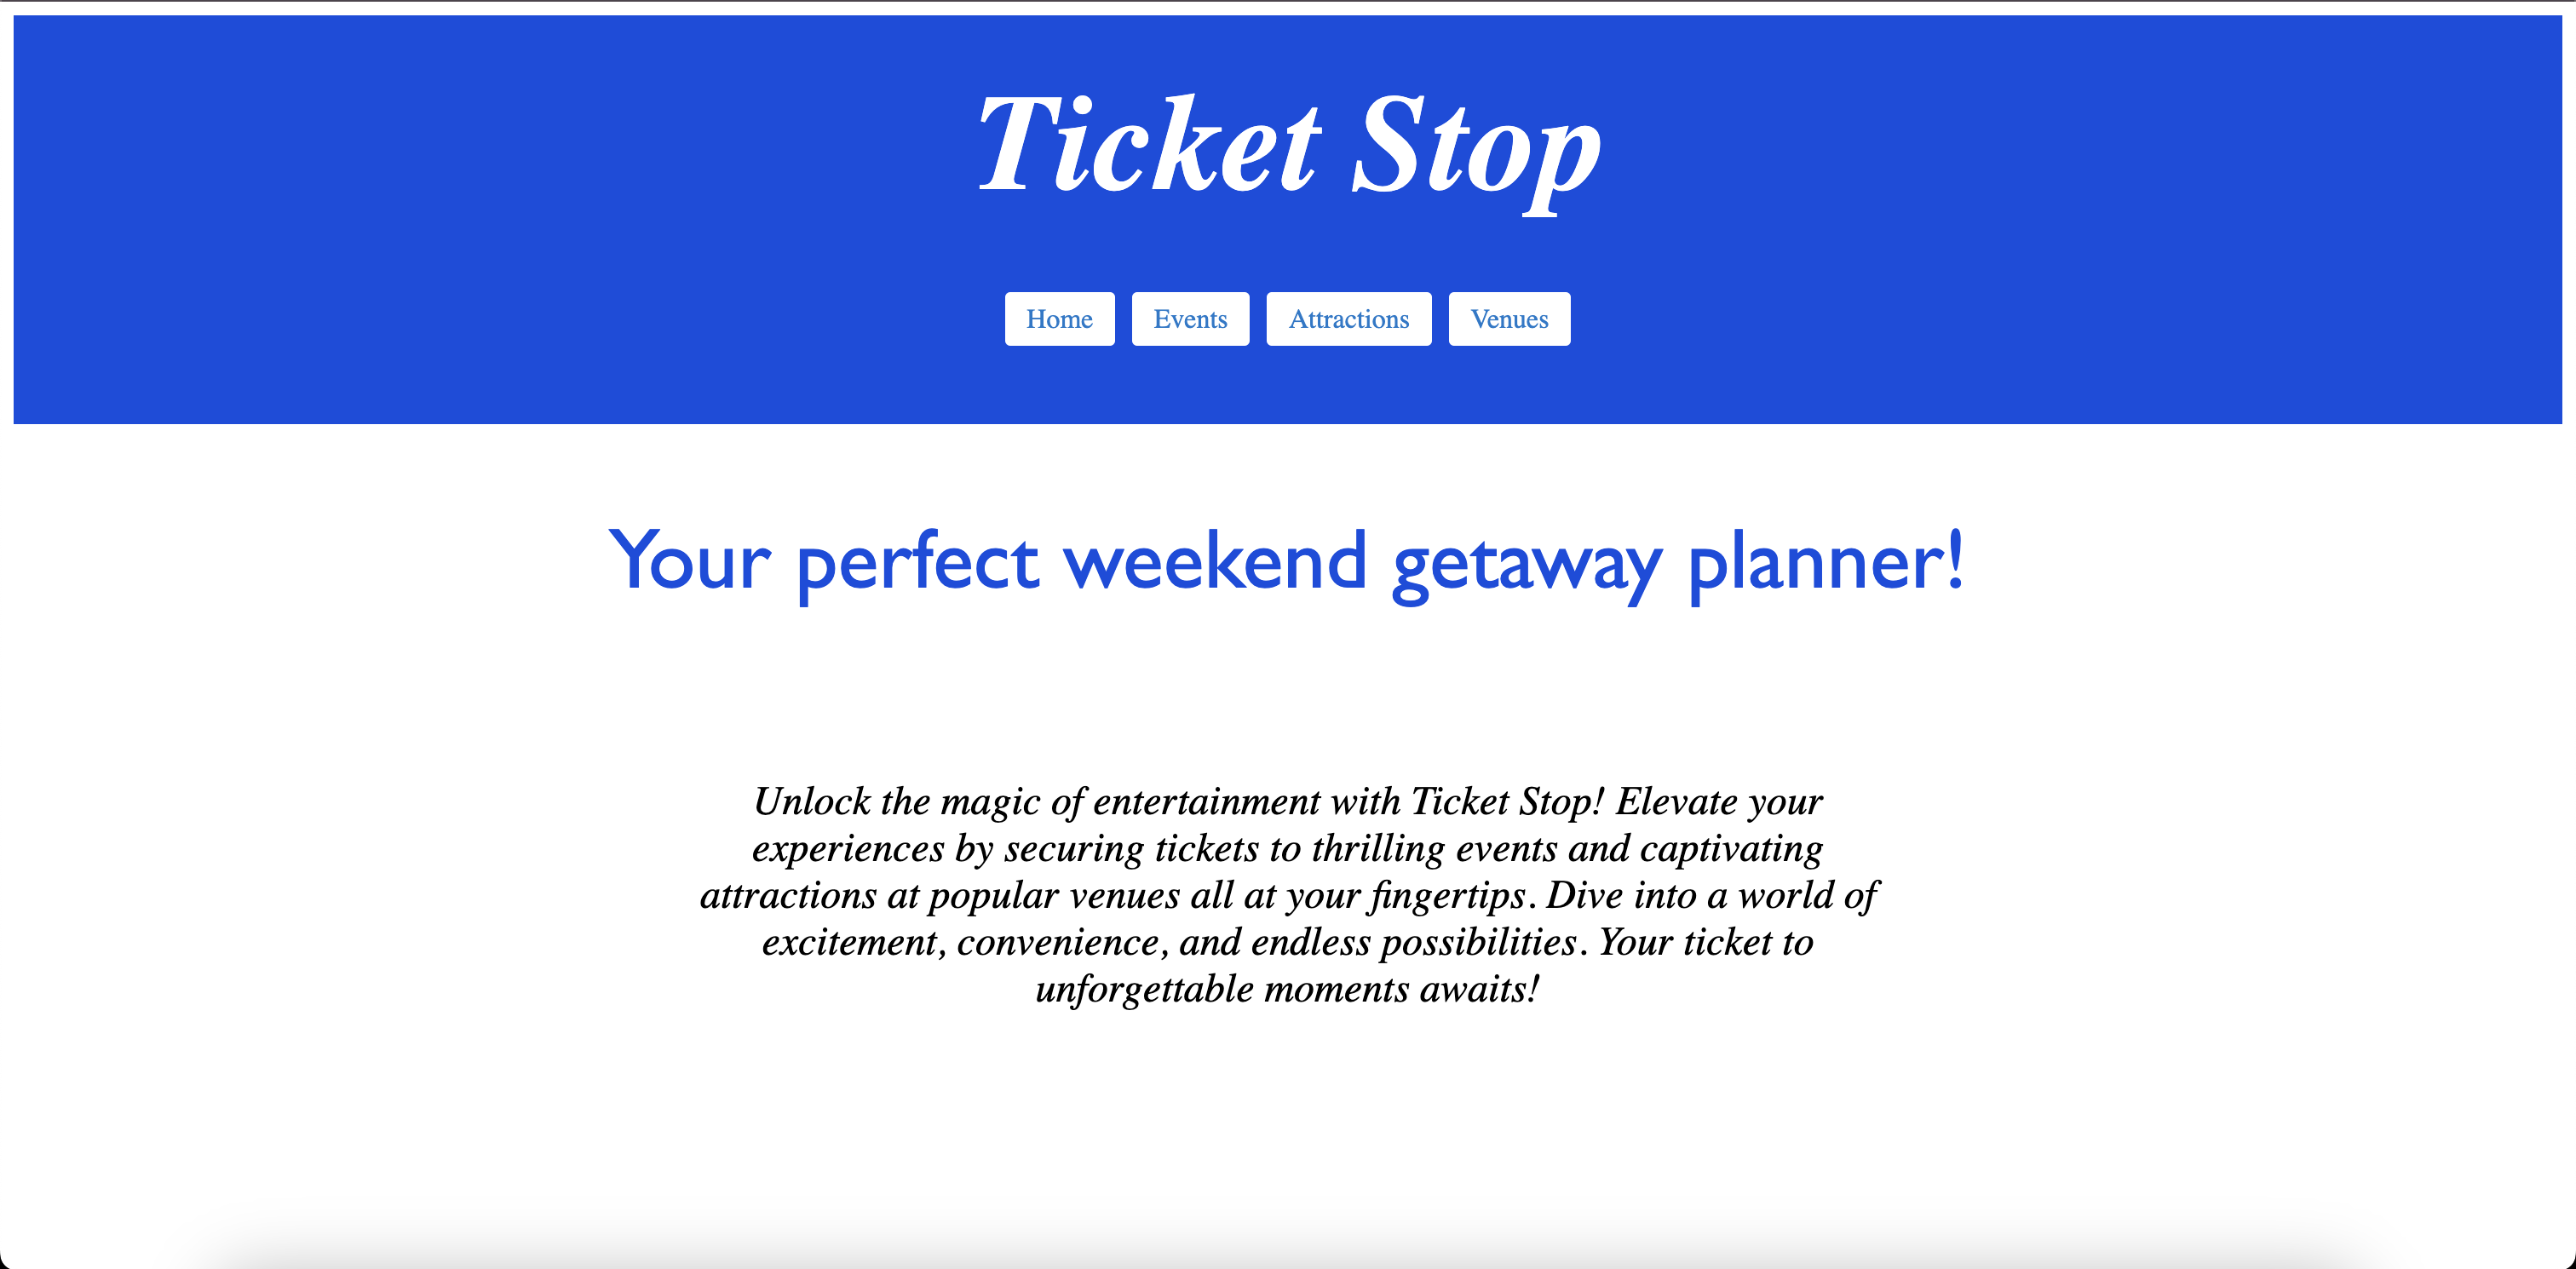 Ticket Stop
Home Events Attractions Venues
Your perfect weekend getaway planner!
Unlock the magic of entertainment with Ticket Stop! Elevate your
experiences by securing tickets to thrilling events and captivating
attractions at popular venues all at your fingertips. Dive into a world of
excitement, convenience, and endless possibilities. Your ticket to
unforgettable moments awaits!